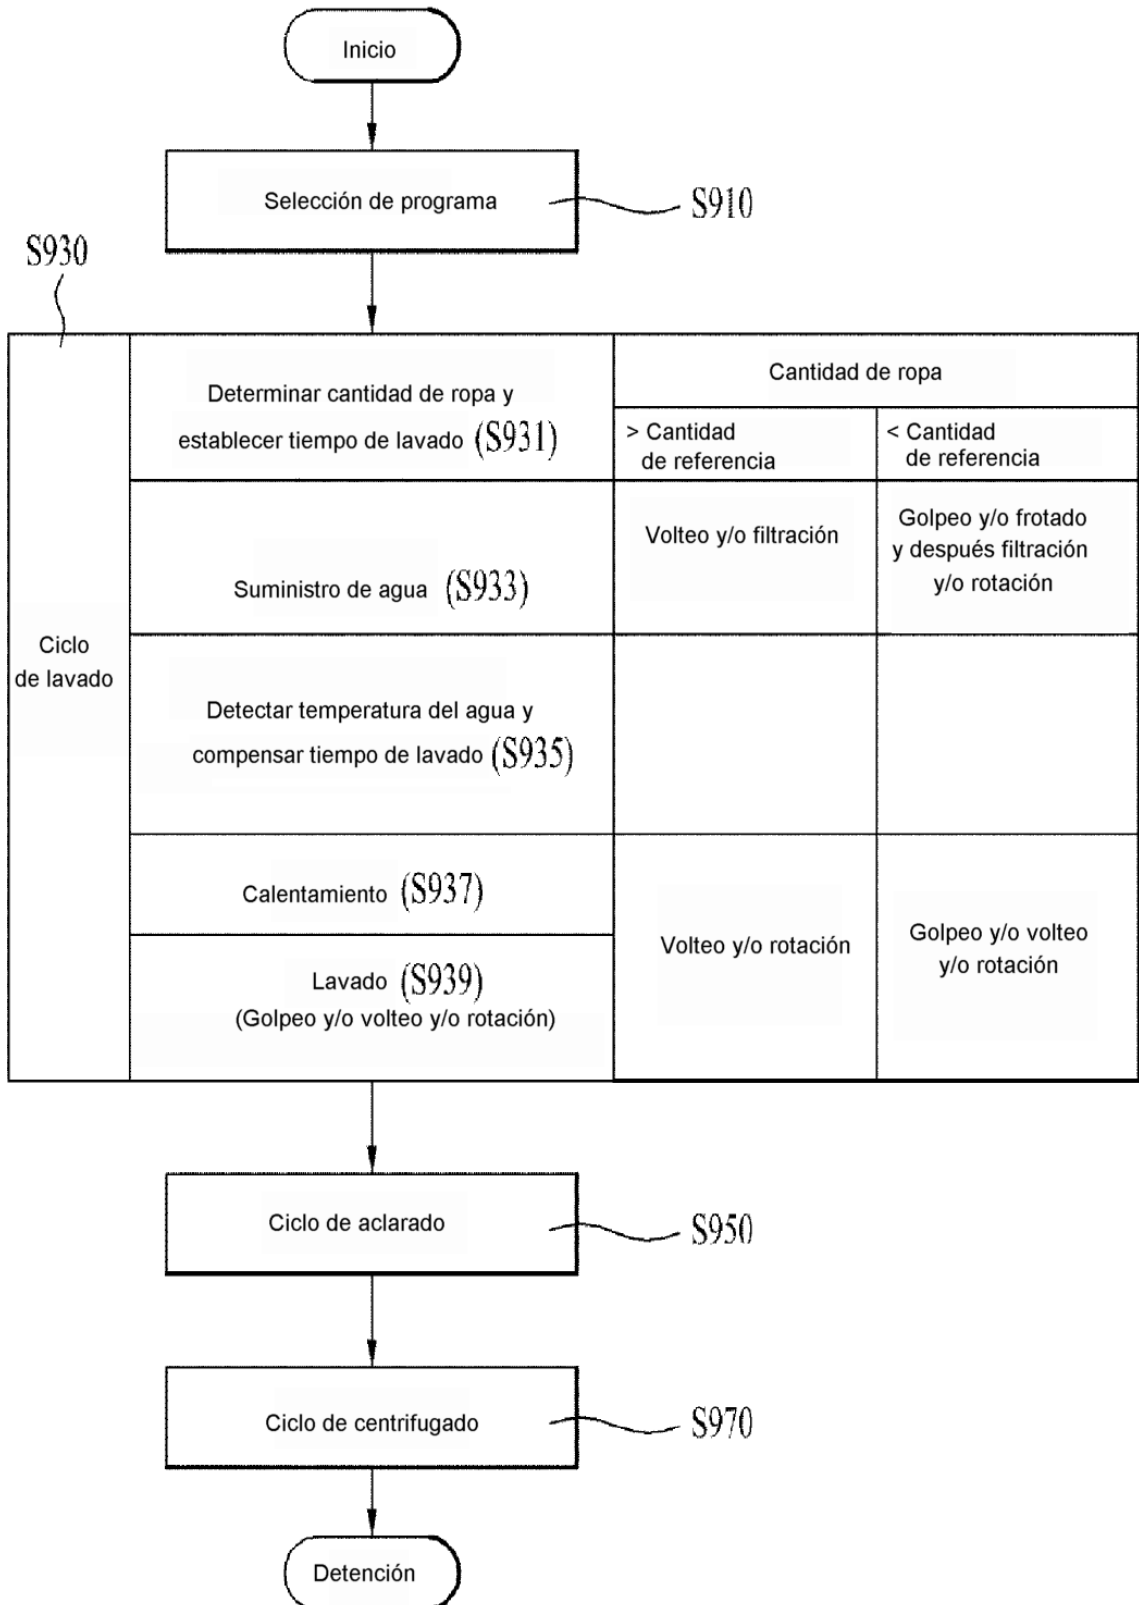 Inicio
Selección de programa
S910
S930
Ciclo
de lavado
Determinar cantidad de ropa y
establecer tiempo de lavado (S931)
Cantidad de ropa
> Cantidad
de referencia
< Cantidad
de referencia
Suministro de agua (S933)
Volteo y/o filtración
Golpeo y/o frotado
y después filtración
y/o rotación
Detectar temperatura del agua y
compensar tiempo de lavado (S935)
Calentamiento (S937)
Lavado (S939)
(Golpeo y/o volteo y/o rotación)
Volteo y/o rotación
Golpeo y/o volteo
y/o rotación
Ciclo de aclarado
S950
Ciclo de centrifugado
S970
Detención